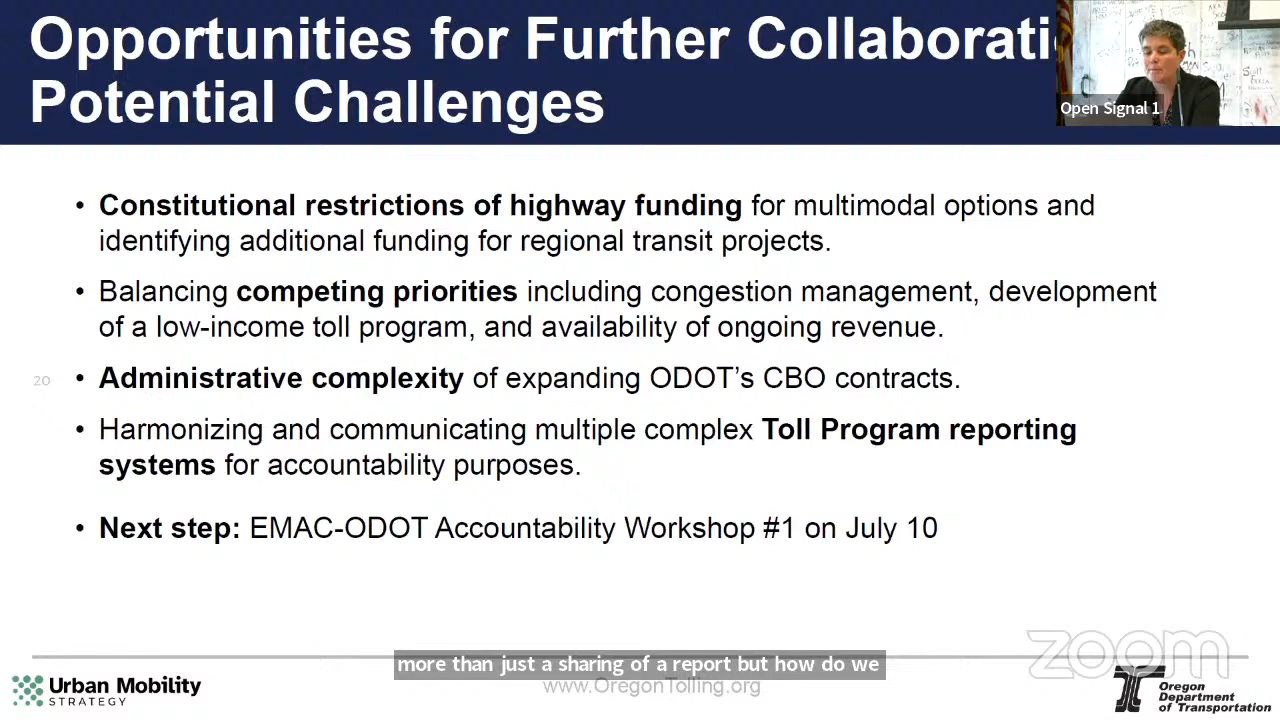 Opportunities for Further Collaborati
Potential Challenges
Open Signal 1
• Constitutional restrictions of highway funding for multimodal options and
identifying additional funding for regional transit projects.
• Balancing competing priorities including congestion management, development
of a low-income toll program, and availability of ongoing revenue.
20
• Administrative complexity of expanding ODOT's CBO contracts.
• Harmonizing and communicating multiple complex Toll Program reporting
systems for accountability purposes.
• Next step: EMAC-ODOT Accountability Workshop #1 on July 10
zoom
more than just a sharing of a report but how do we
www.OregonTolling.org
Urban Mobility
STRATEGY
Oregon
Department
of Transportation